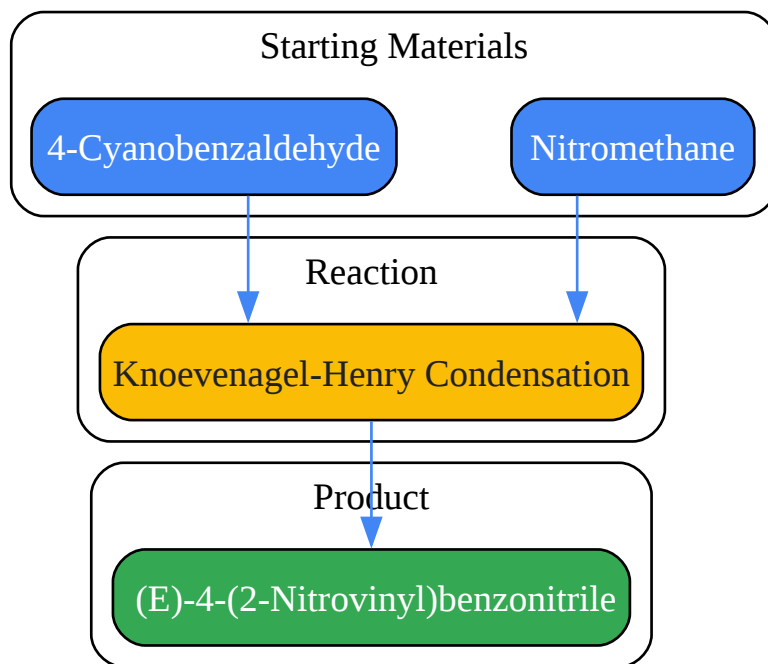 Starting Materials
4-Cyanobenzaldehyde
Nitromethane
Reaction
Knoevenagel-Henry Condensation
Product
(E)-4-(2-Nitrovinyl)benzonitrile